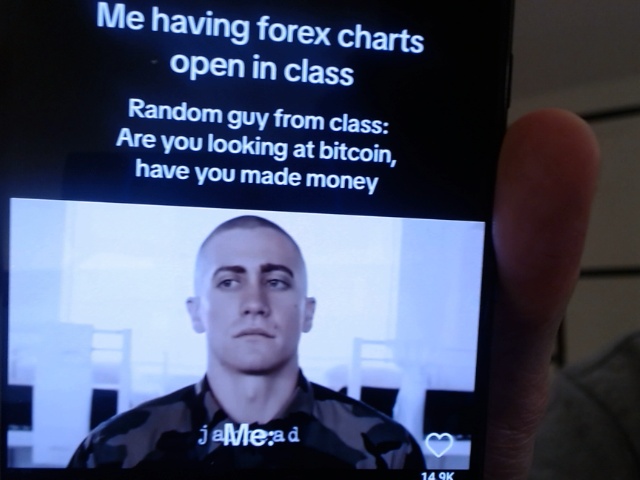 Me having forex charts
open in class
Random guy from class:
Are you looking at bitcoin,
have you made money
Me:
14.9K